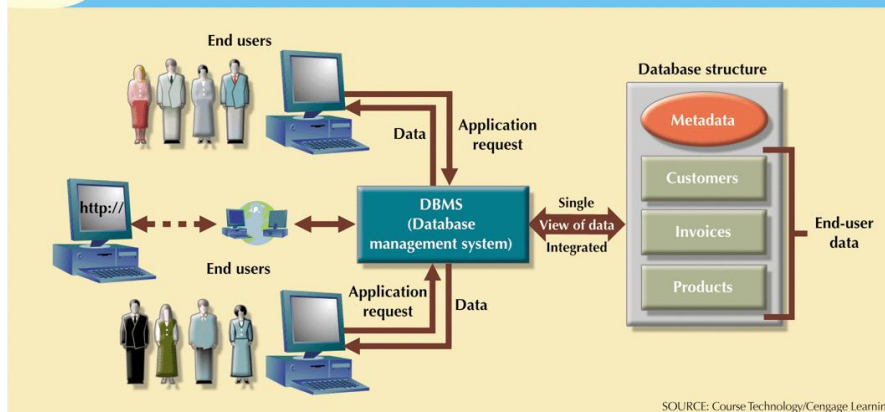 End users
Database structure
Metadata
Data
Application
request
Customers
http://
DBMS
(Database
management system)
Single
View of data
Integrated
Invoices
End-user
data
End users
Application
request
Data
Products
SOURCE: Course Technology/Cengage Learning